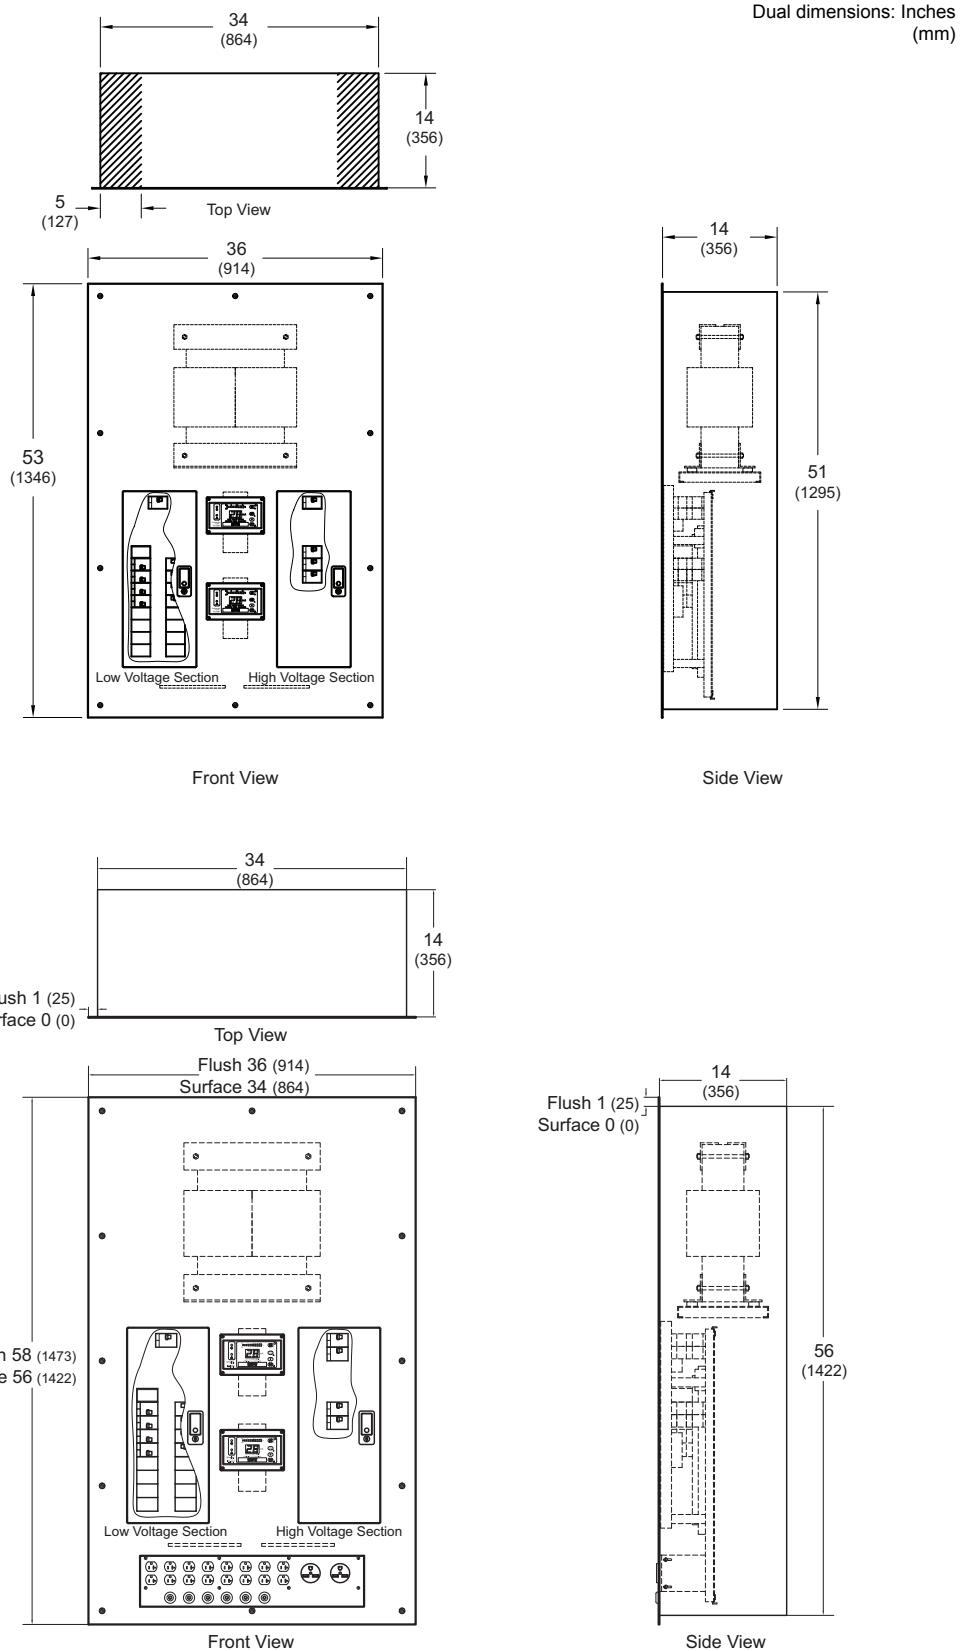 Dual dimensions: Inches
(mm)
34
(864)
14
(356)
5
(127)
Top View
36
(914)
14
(356)
53
(1346)
51
(1295)
Low Voltage Section
High Voltage Section
Front View
Side View
34
(864)
14
(356)
ush 1 (25)
rface 0 (0)
Top View
Flush 36 (914)
Surface 34 (864)
14
(356)
Flush 1 (25)
Surface 0 (0)
h 58 (1473)
e 56 (1422)
56
(1422)
28
28
Low Voltage Section
High Voltage Section
Front View
Side View